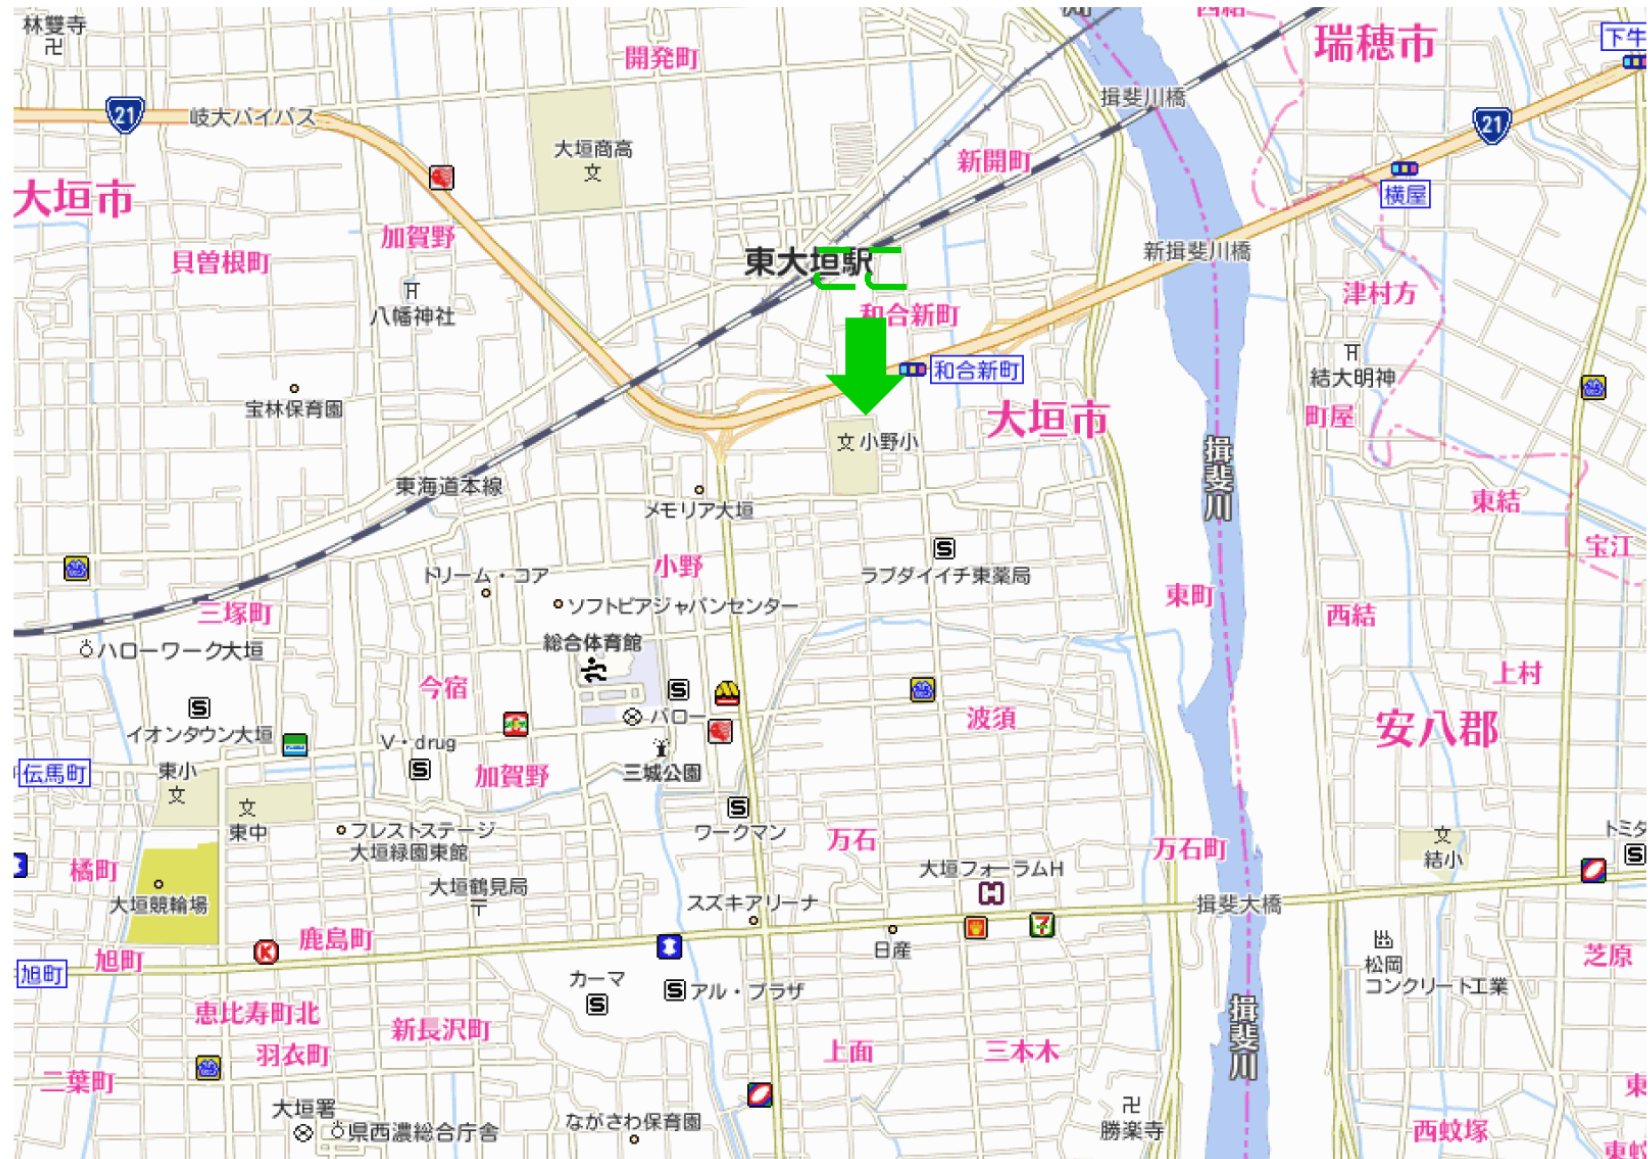 林雙寺
開発町
西結
瑞穂市
下牛
21
岐大バイパス
揖斐川橋
21
大垣商高
文
新開町
横屋
大垣市
加賀野
貝曽根町
東大垣駅
新揖斐川橋
津村方
八幡神社
和合新町
和合新町
結大明神
宝林保育園
町屋
大垣市
文 小野小
揖斐川
東海道本線
メモリア大垣
東結
宝江
小野
ドリーム・コア
ラブダイイチ東薬局
ソフトピアジャパンセンター
東町
三塚町
西結
ハローワーク大垣
総合体育館
上村
今宿
S
S
バロー
波須
安八郡
イオンタウン大垣
V・drug
S
伝馬町
東小
文
加賀野
三城公園
文
東中
フレストステージ
大垣緑園東館
S
ワークマン
万石
万石町
文
結小
トミダ
S
橘町
大垣フォーラムH
大垣競輪場
大垣鶴見局
スズキアリーナ
揖斐大橋
7
鹿島町
K
日産
旭町
旭町
松岡
コンクリート工業
芝原
カーマ
S
S アル・プラザ
恵比寿町北
新長沢町
揖斐川
羽衣町
上面
三本木
二葉町
東
大垣署
県西濃総合庁舎
ながさわ保育園
勝楽寺
西蚊塚
東蚊